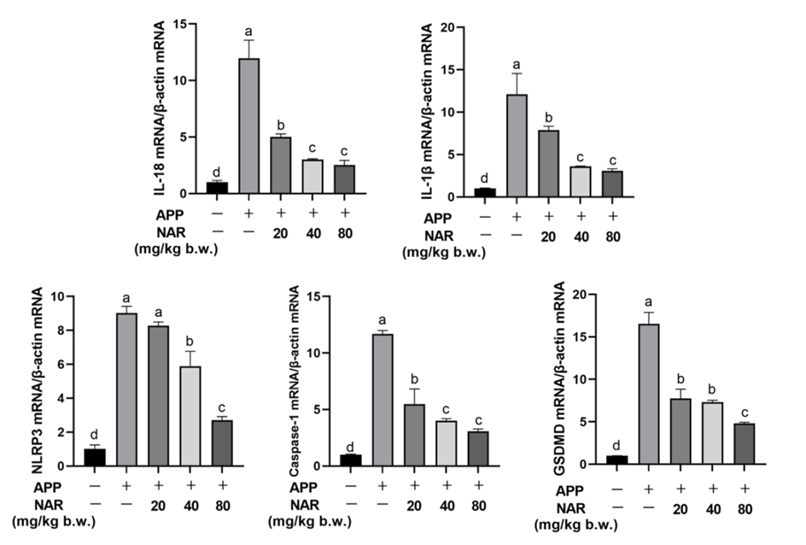 IL-18 mRNA/β-actin mRNA
15
10
5
0
a
b
c
c
d
APP − + + + +
NAR − − 20 40 80
(mg/kg b.w.)
IL-1β mRNA/β-actin mRNA
20
15
10
5
0
a
b
c
c
d
APP − + + + +
NAR − − 20 40 80
(mg/kg b.w.)
NLRP3 mRNA/β-actin mRNA
10
8
6
4
2
0
a
a
b
c
d
APP − + + + +
NAR − − 20 40 80
(mg/kg b.w.)
Caspase-1 mRNA/β-actin mRNA
15
10
5
0
a
b
c
c
d
APP − + + + +
NAR − − 20 40 80
(mg/kg b.w.)
GSDMD mRNA/β-actin mRNA
20
15
10
5
0
a
b
b
c
d
APP − + + + +
NAR − − 20 40 80
(mg/kg b.w.)